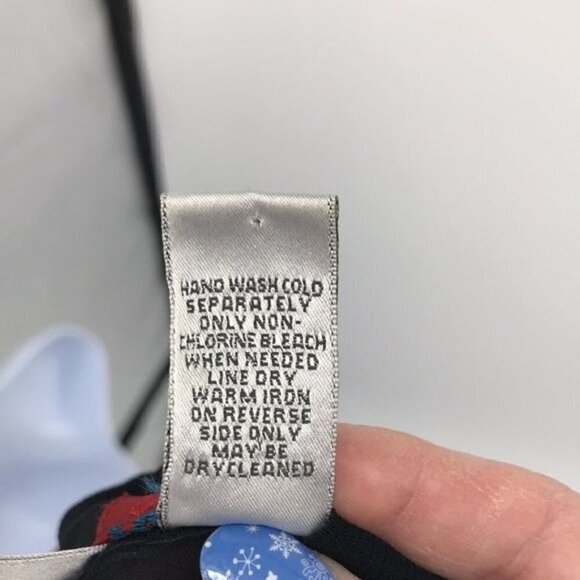 HAND WASH COLD
SEPARATELY
ONLY NON-
CHLORINE BLEACH
WHEN NEEDED
LINE DRY
WARM IRON
ON REVERSE
SIDE ONLY
MAY BE
DRYCLEANED